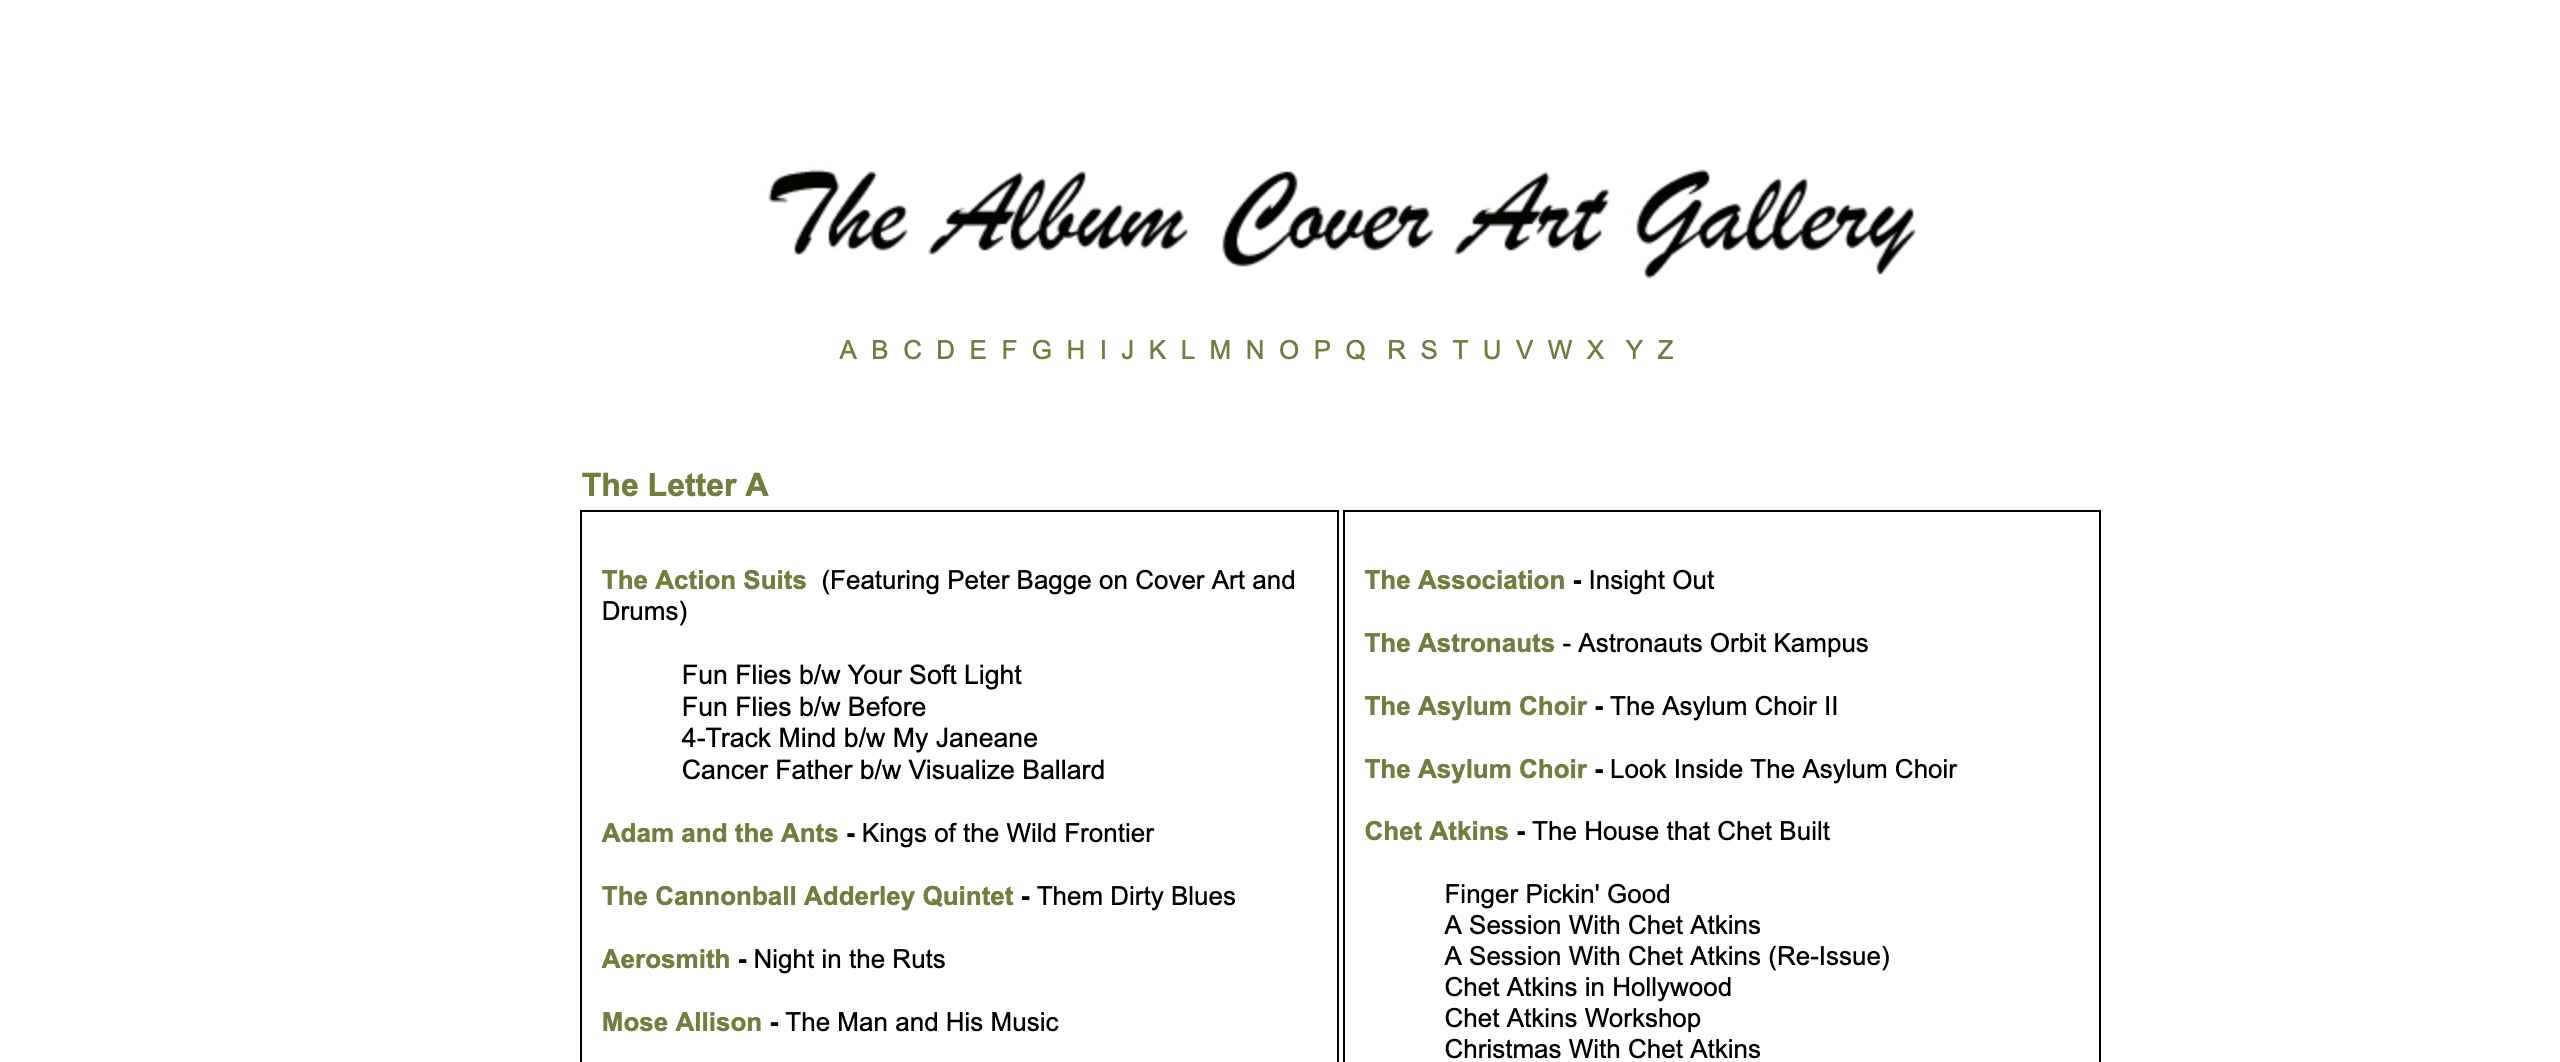 The Album Cover Art Gallery
A B C D E F G H I J K L M N O P Q R S T U V W X Y Z
The Letter A
The Action Suits (Featuring Peter Bagge on Cover Art and
Drums)
Fun Flies b/w Your Soft Light
Fun Flies b/w Before
4-Track Mind b/w My Janeane
Cancer Father b/w Visualize Ballard
Adam and the Ants - Kings of the Wild Frontier
The Cannonball Adderley Quintet - Them Dirty Blues
Aerosmith - Night in the Ruts
Mose Allison - The Man and His Music
The Association - Insight Out
The Astronauts - Astronauts Orbit Kampus
The Asylum Choir - The Asylum Choir II
The Asylum Choir - Look Inside The Asylum Choir
Chet Atkins - The House that Chet Built
Finger Pickin' Good
A Session With Chet Atkins
A Session With Chet Atkins (Re-Issue)
Chet Atkins in Hollywood
Chet Atkins Workshop
Christmas With Chet Atkins